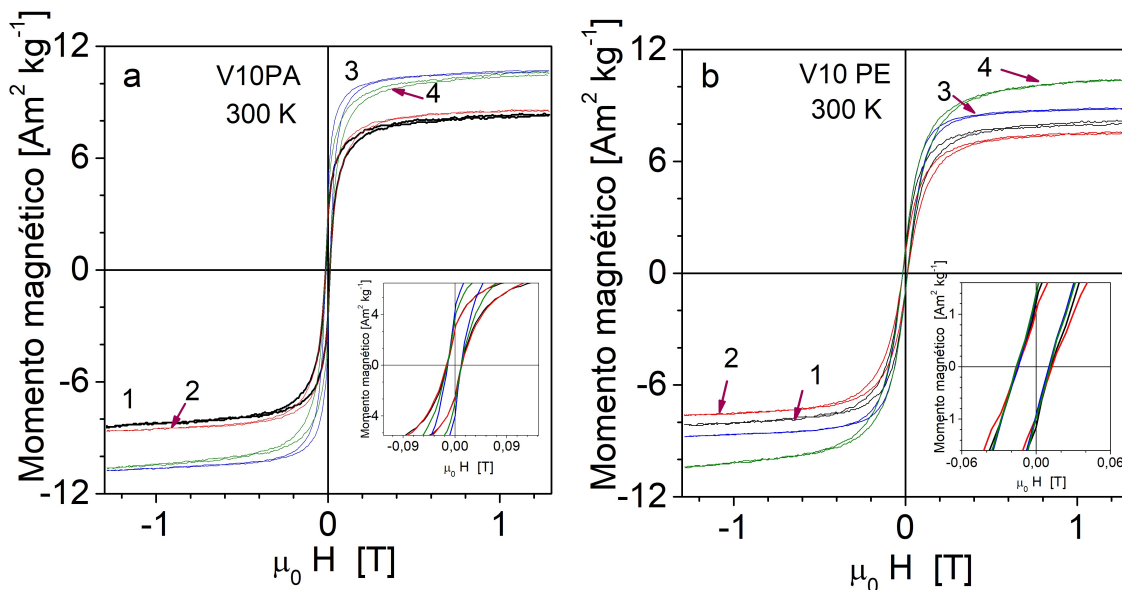 a
V10PA
300 K
3
4
1
2
Momento magnético [Am² kg⁻¹]
12
6
0
-6
-12
-1
0
1
μ₀ H [T]
Momento magnético [Am² kg⁻¹]
4
0
4
-0,09
0,00
0,09
μ₀ H [T]
b
V10 PE
300 K
4
3
2
1
Momento magnético [Am² kg⁻¹]
12
6
0
-6
-12
-1
0
1
μ₀ H [T]
Momento magnético [Am² kg⁻¹]
1
0
-1
-0,06
0,00
0,06
μ₀ H [T]